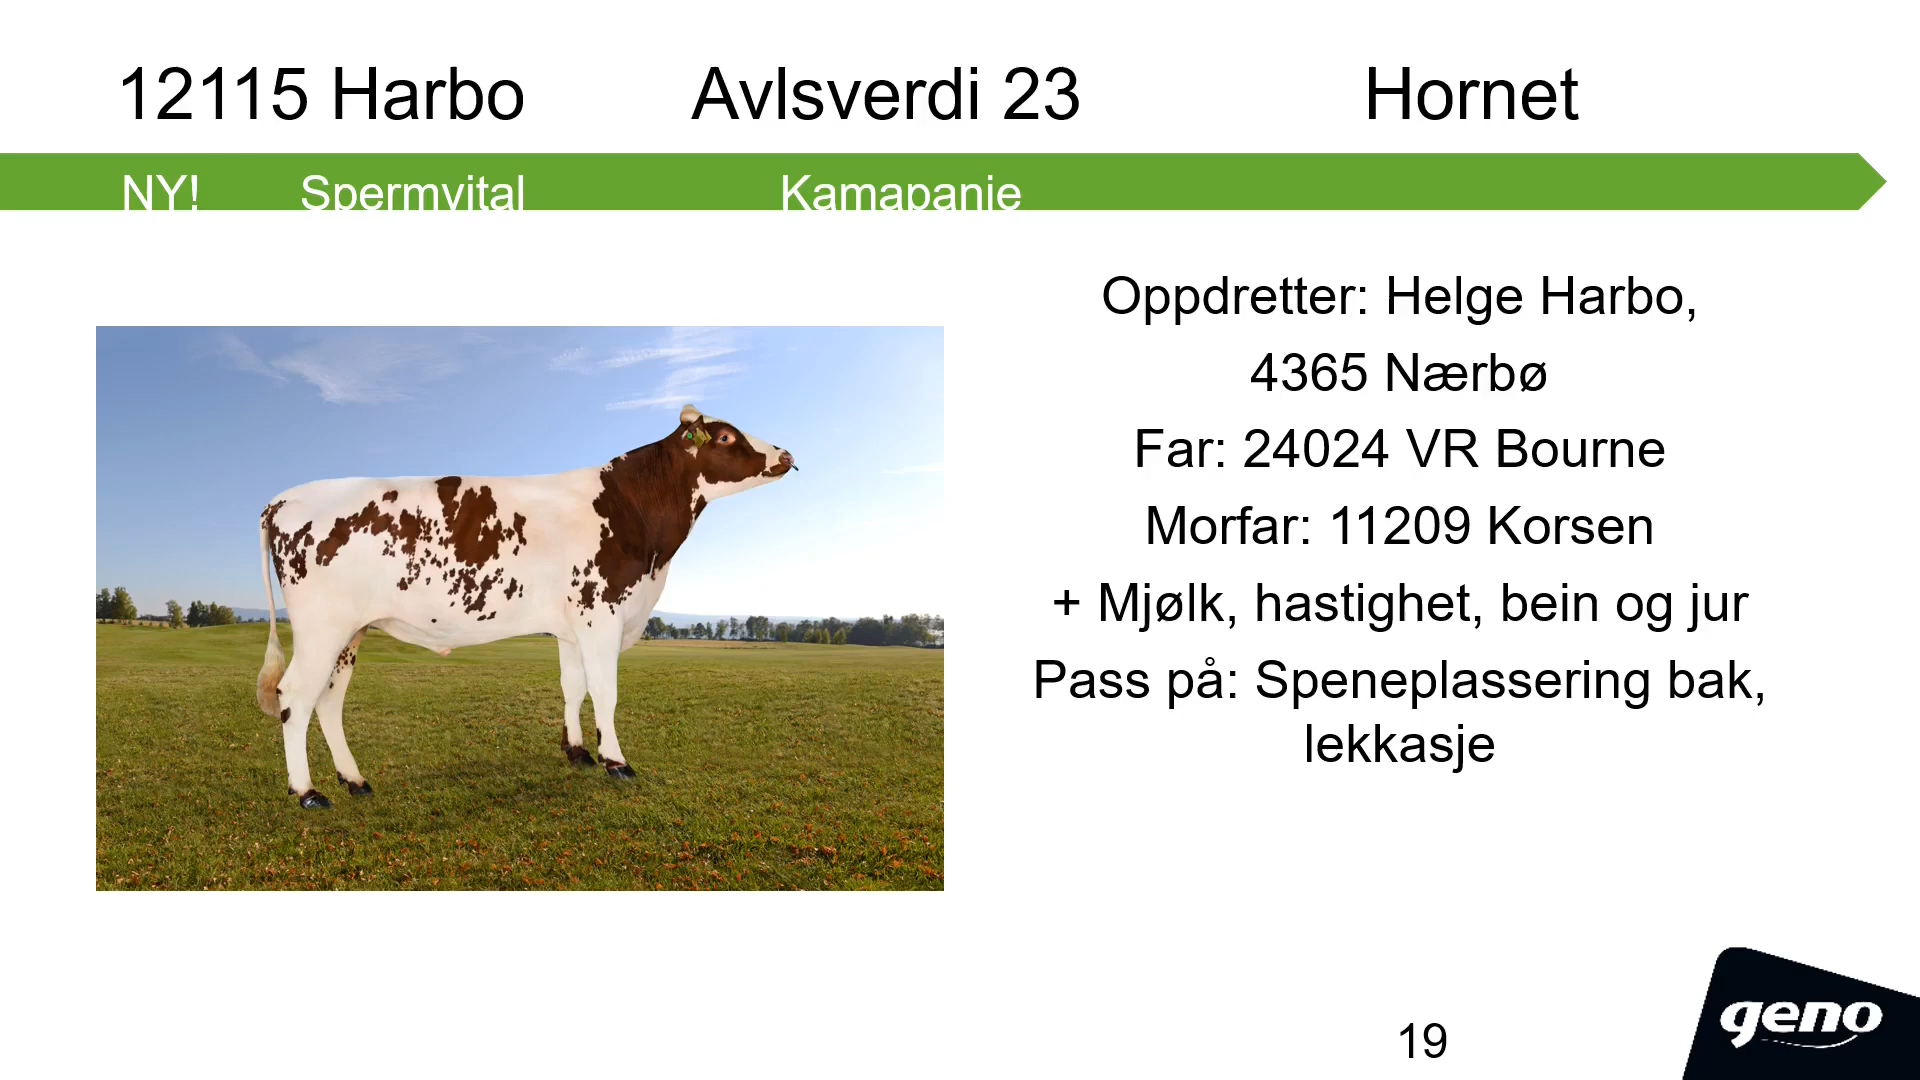 12115 Harbo Avlsverdi 23 Hornet
NY! Spermvital Kamapanje
Oppdretter: Helge Harbo,
4365 Nærbø
Far: 24024 VR Bourne
Morfar: 11209 Korsen
+ Mjølk, hastighet, bein og jur
Pass på: Speneplassering bak,
lekkasje
19
geno